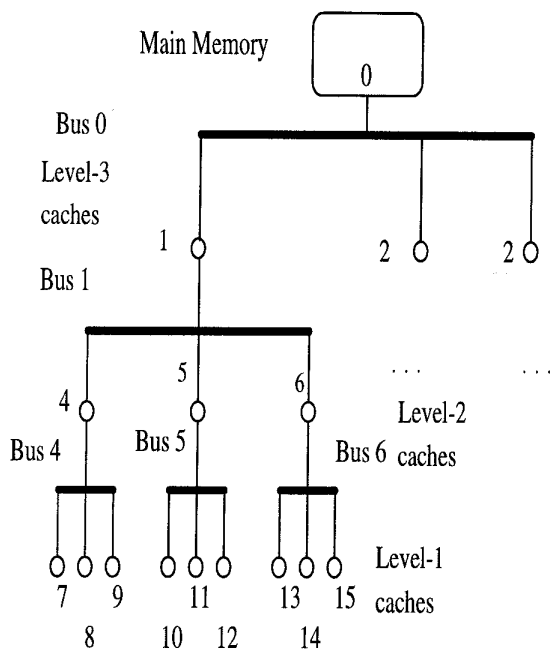 Main Memory
0
Bus 0
Level-3
caches
1
2
2
Bus 1
5
4
6
. . .
. . .
Level-2
caches
Bus 4
Bus 5
Bus 6
Level-1
caches
7
9
11
13
15
8
10
12
14